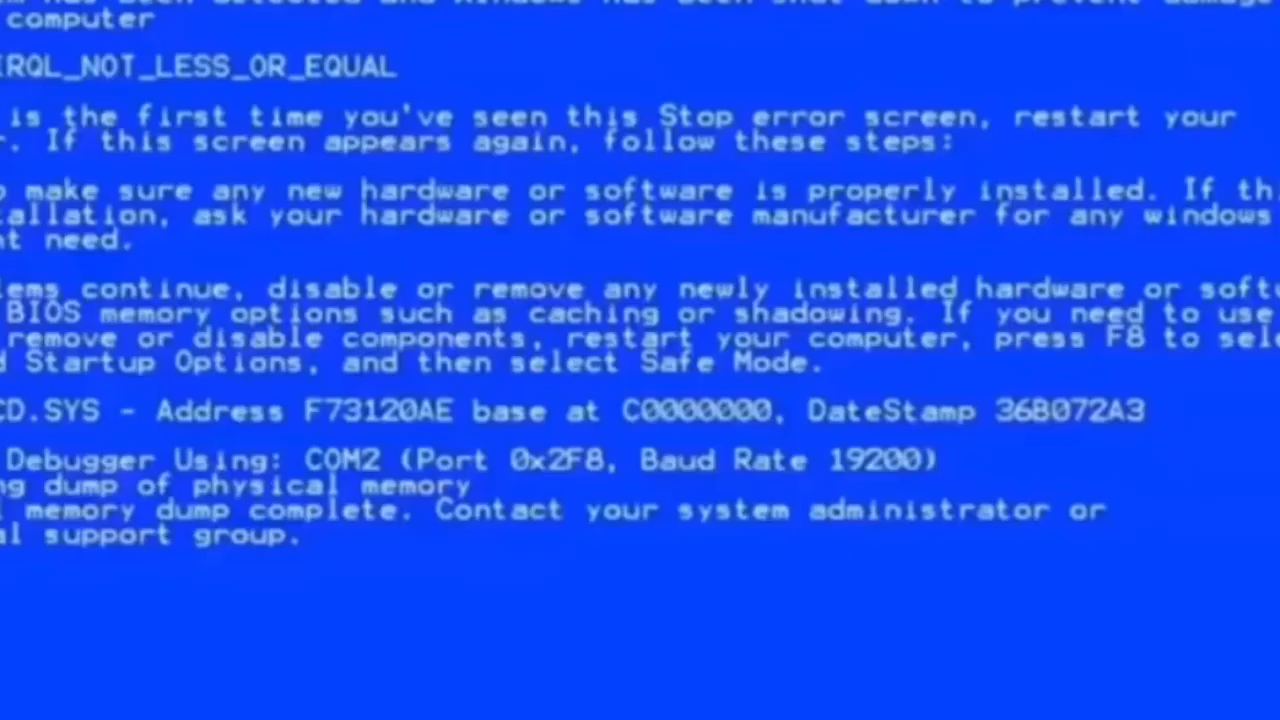 computer
IRQL_NOT_LESS_OR_EQUAL
is the first time you've seen this Stop error screen, restart your
r. If this screen appears again, follow these steps:
make sure any new hardware or software is properly installed. If th
allation, ask your hardware or software manufacturer for any windows
nt need.
lems continue, disable or remove any newly installed hardware or softw
BIOS memory options such as caching or shadowing. If you need to use
remove or disable components, restart your computer, press F8 to sele
d Startup Options, and then select Safe Mode.
CD.SYS - Address F73120AE base at C0000000, DateStamp 36B072A3
Debugger Using: COM2 (Port 0x2F8, Baud Rate 19200)
ng dump of physical memory
l memory dump complete. Contact your system administrator or
al support group.